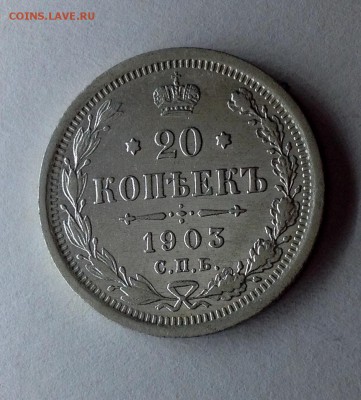 COINS.LAVE.RU
20
КОПѢЕКЪ
1903
С.П.Б.